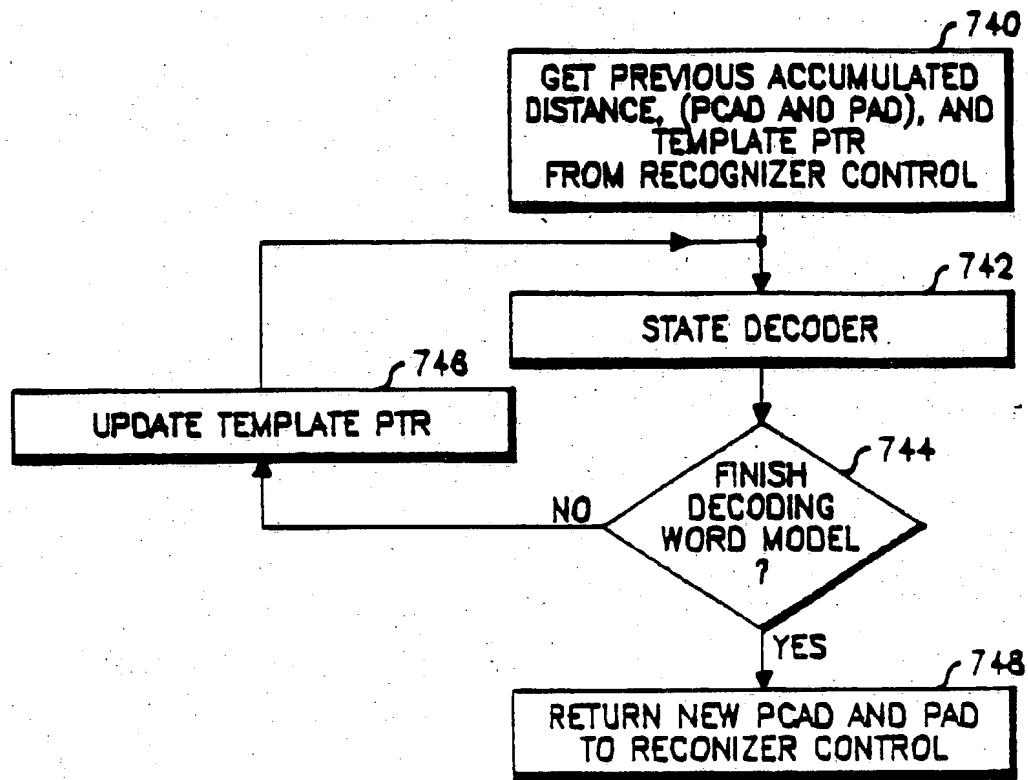 740
GET PREVIOUS ACCUMULATED
DISTANCE, (PCAD AND PAD), AND
TEMPLATE PTR
FROM RECOGNIZER CONTROL
742
STATE DECODER
746
UPDATE TEMPLATE PTR
744
FINISH
DECODING
WORD MODEL
?
NO
YES
748
RETURN NEW PCAD AND PAD
TO RECONIZER CONTROL